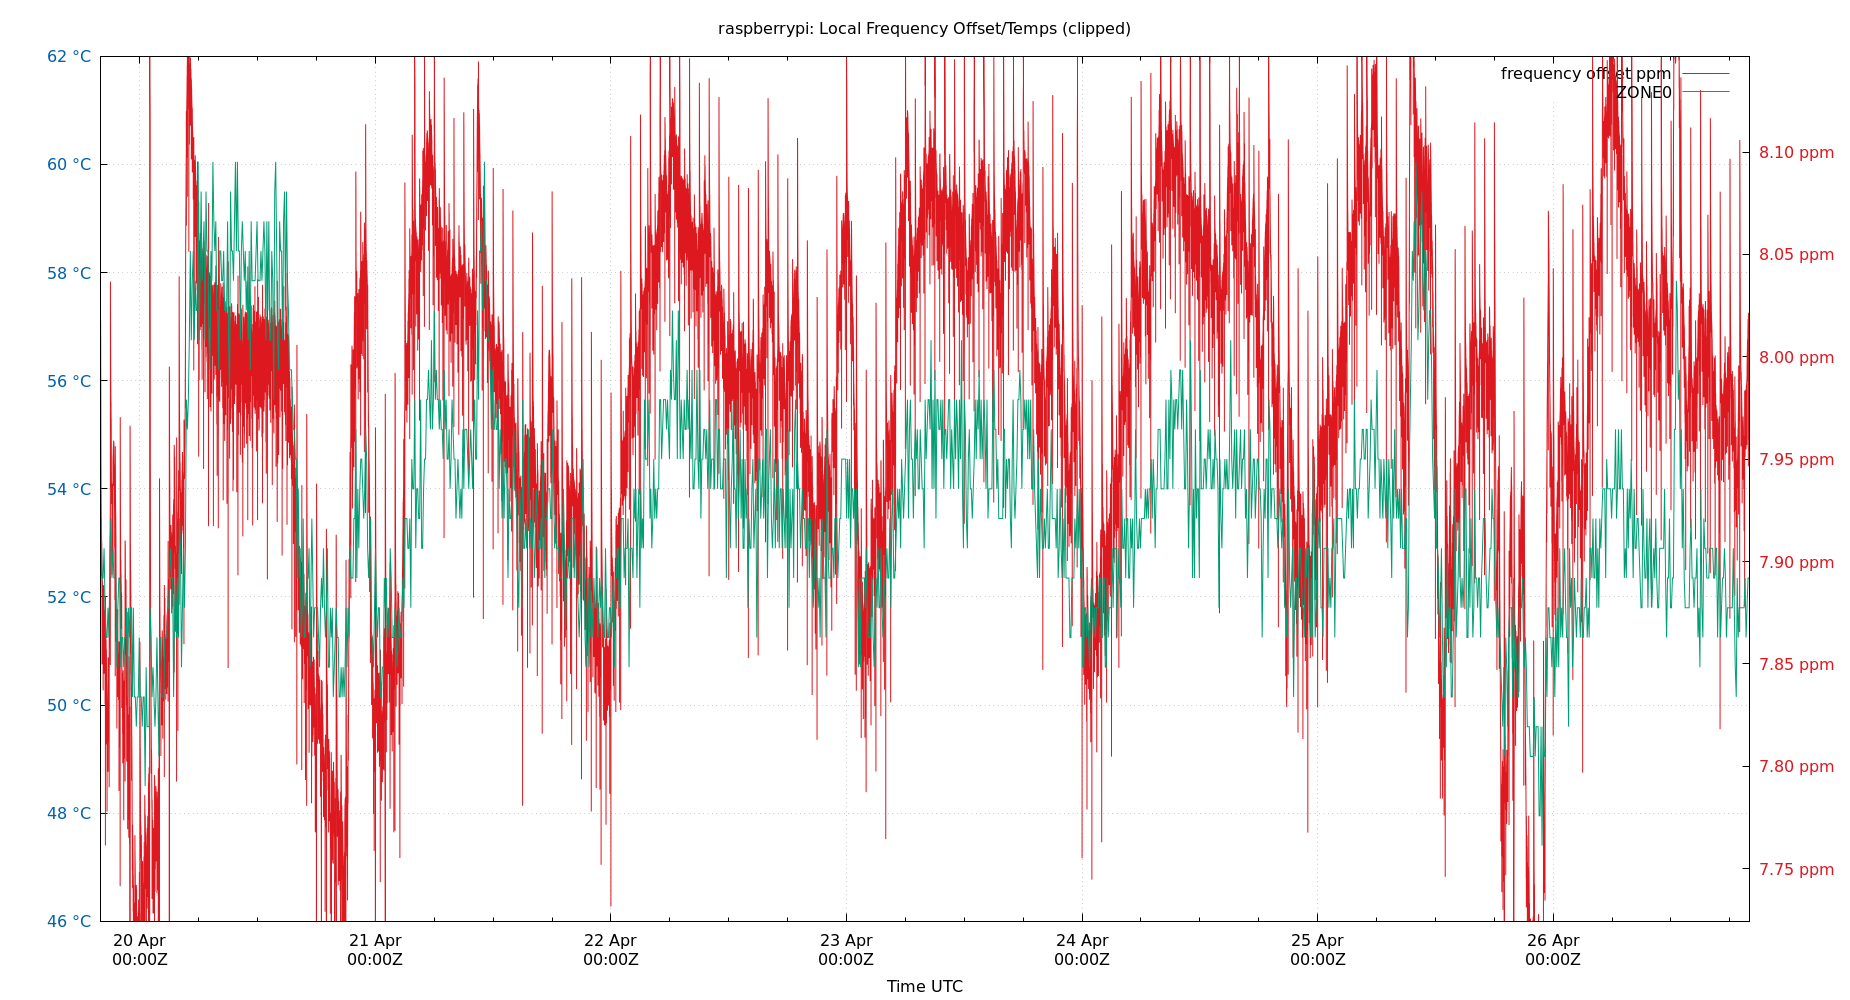 raspberrypi: Local Frequency Offset/Temps (clipped)
62 °C
60 °C
58 °C
56 °C
54 °C
52 °C
50 °C
48 °C
46 °C
frequency offset ppm
ZONE0
8.10 ppm
8.05 ppm
8.00 ppm
7.95 ppm
7.90 ppm
7.85 ppm
7.80 ppm
7.75 ppm
20 Apr
00:00Z
21 Apr
00:00Z
22 Apr
00:00Z
23 Apr
00:00Z
24 Apr
00:00Z
25 Apr
00:00Z
26 Apr
00:00Z
Time UTC